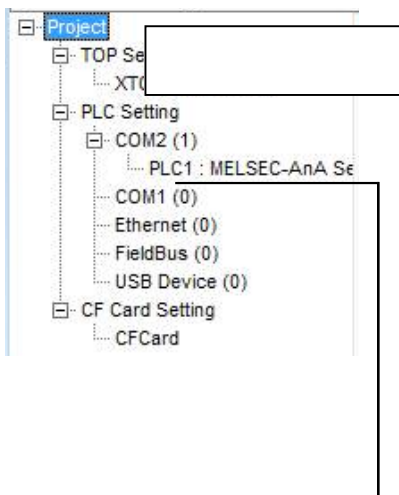 Project
TOP Se
XT
PLC Setting
COM2 (1)
PLC1 : MELSEC-AnA Se
COM1 (0)
Ethernet (0)
FieldBus (0)
USB Device (0)
CF Card Setting
CFCard